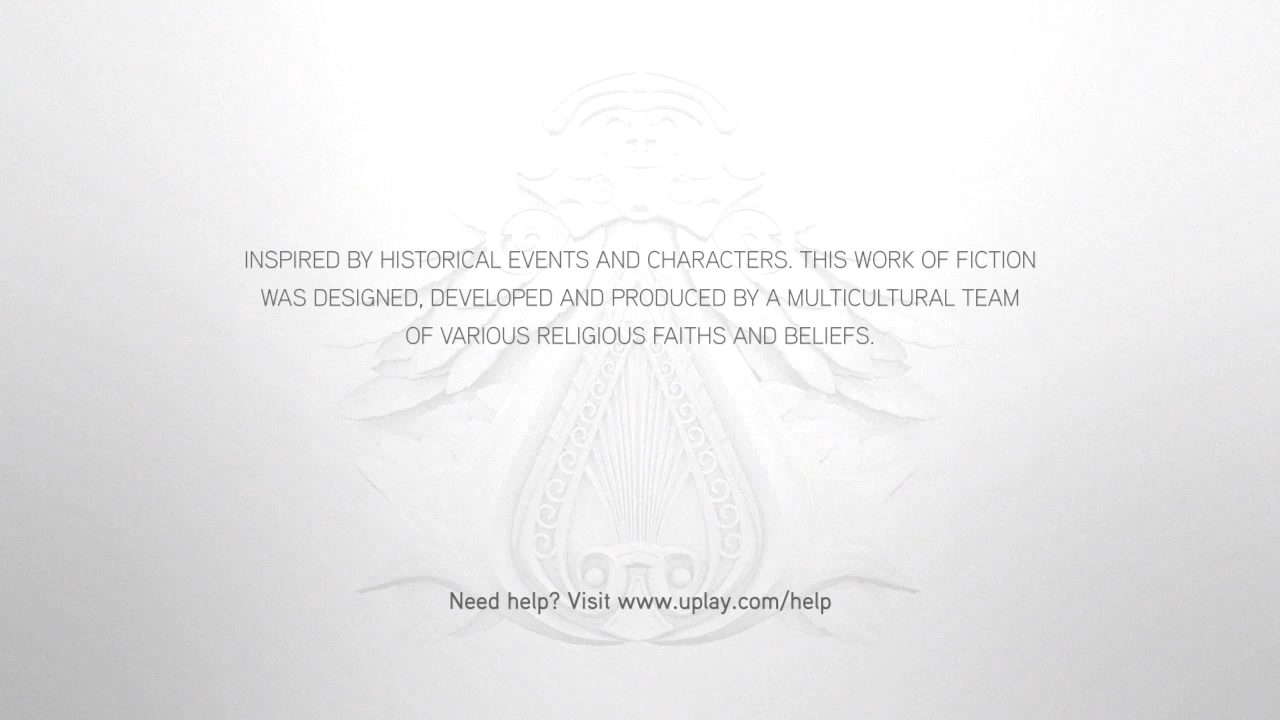 INSPIRED BY HISTORICAL EVENTS AND CHARACTERS. THIS WORK OF FICTION
WAS DESIGNED, DEVELOPED AND PRODUCED BY A MULTICULTURAL TEAM
OF VARIOUS RELIGIOUS FAITHS AND BELIEFS.
Need help? Visit www.uplay.com/help